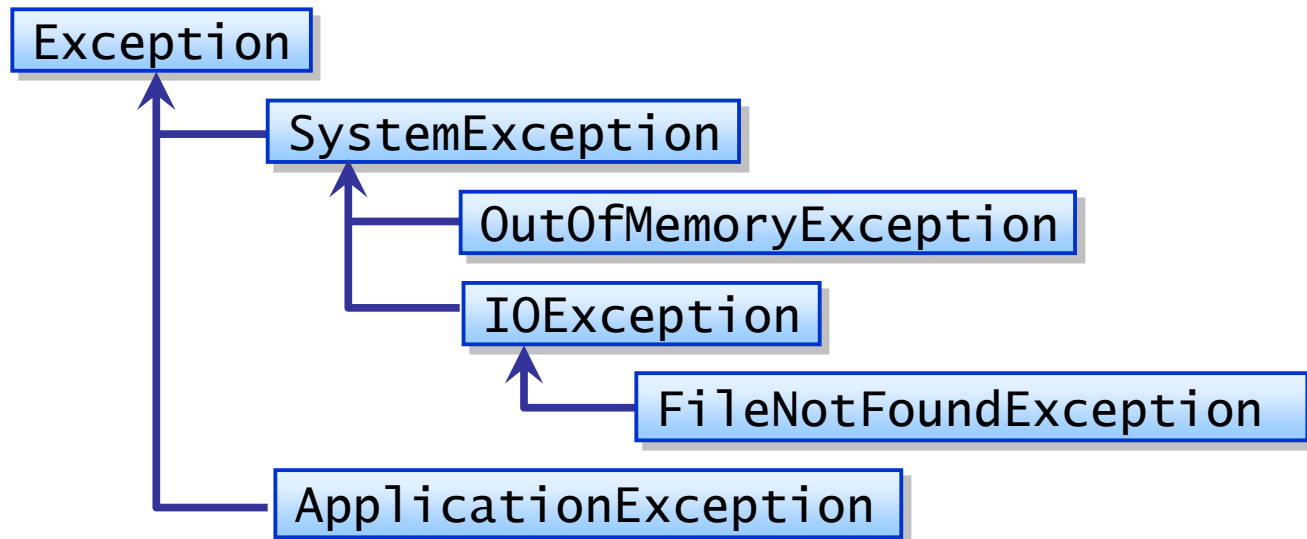 Exception
SystemException
OutOfMemoryException
IOException
FileNotFoundException
ApplicationException